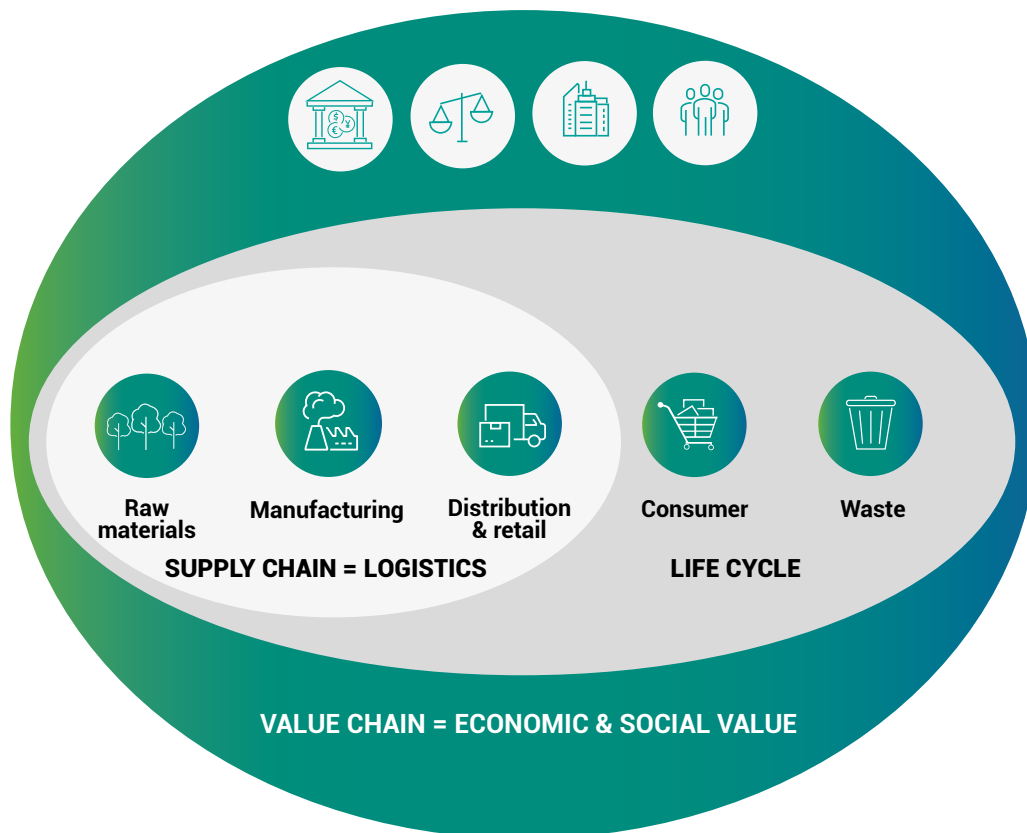 $
¥
€
Raw
materials
Manufacturing
Distribution
& retail
Consumer
Waste
SUPPLY CHAIN = LOGISTICS
LIFE CYCLE
VALUE CHAIN = ECONOMIC & SOCIAL VALUE